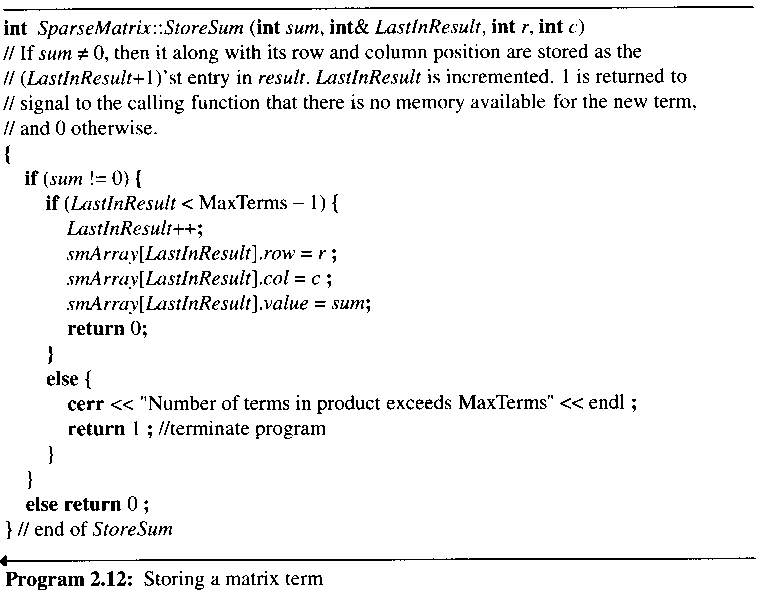 int SparseMatrix::StoreSum (int sum, int& LastInResult, int r, int c)
// If sum ≠ 0, then it along with its row and column position are stored as the
// (LastInResult+1)'st entry in result. LastInResult is incremented. 1 is returned to
// signal to the calling function that there is no memory available for the new term,
// and 0 otherwise.
{
if (sum != 0) {
if (LastInResult < MaxTerms – 1) {
LastInResult++;
smArray[LastInResult].row = r ;
smArray[LastInResult].col = c ;
smArray[LastInResult].value = sum;
return 0;
}
else {
cerr << "Number of terms in product exceeds MaxTerms" << endl ;
return 1 ; //terminate program
}
}
else return 0 ;
} // end of StoreSum
Program 2.12: Storing a matrix term